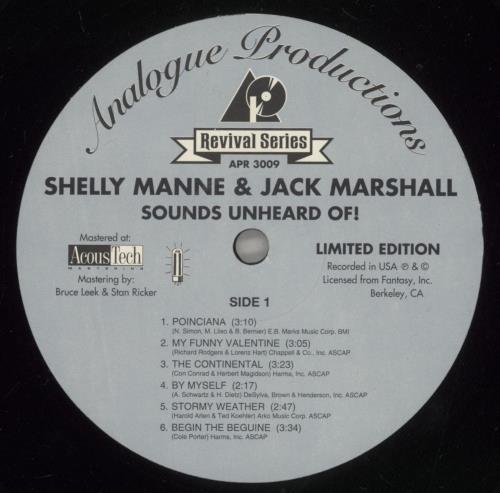 Analogue Productions
Revival Series
APR 3009
SHELLY MANNE & JACK MARSHALL
SOUNDS UNHEARD OF!
Mastered at:
AcousTech
MASTERING
Mastering by:
Bruce Leek & Stan Ricker
LIMITED EDITION
Recorded in USA ℗ & ©
Licensed from Fantasy, Inc.
Berkeley, CA
SIDE 1
1. POINCIANA (3:10)
(N. Simon, M. Lileo & B. Bernier) E.B. Marks Music Corp. BMI
2. MY FUNNY VALENTINE (3:05)
(Richard Rodgers & Lorenz Hart) Chappell & Co., Inc. ASCAP
3. THE CONTINENTAL (3:23)
(Con Conrad & Herbert Magidson) Harms, Inc. ASCAP
4. BY MYSELF (2:17)
(A. Schwartz & H. Dietz) DeSylva, Brown & Henderson, Inc. ASCAP
5. STORMY WEATHER (2:47)
(Harold Arlen & Ted Koehler) Arko Music Corp. ASCAP
6. BEGIN THE BEGUINE (3:34)
(Cole Porter) Harms, Inc. ASCAP